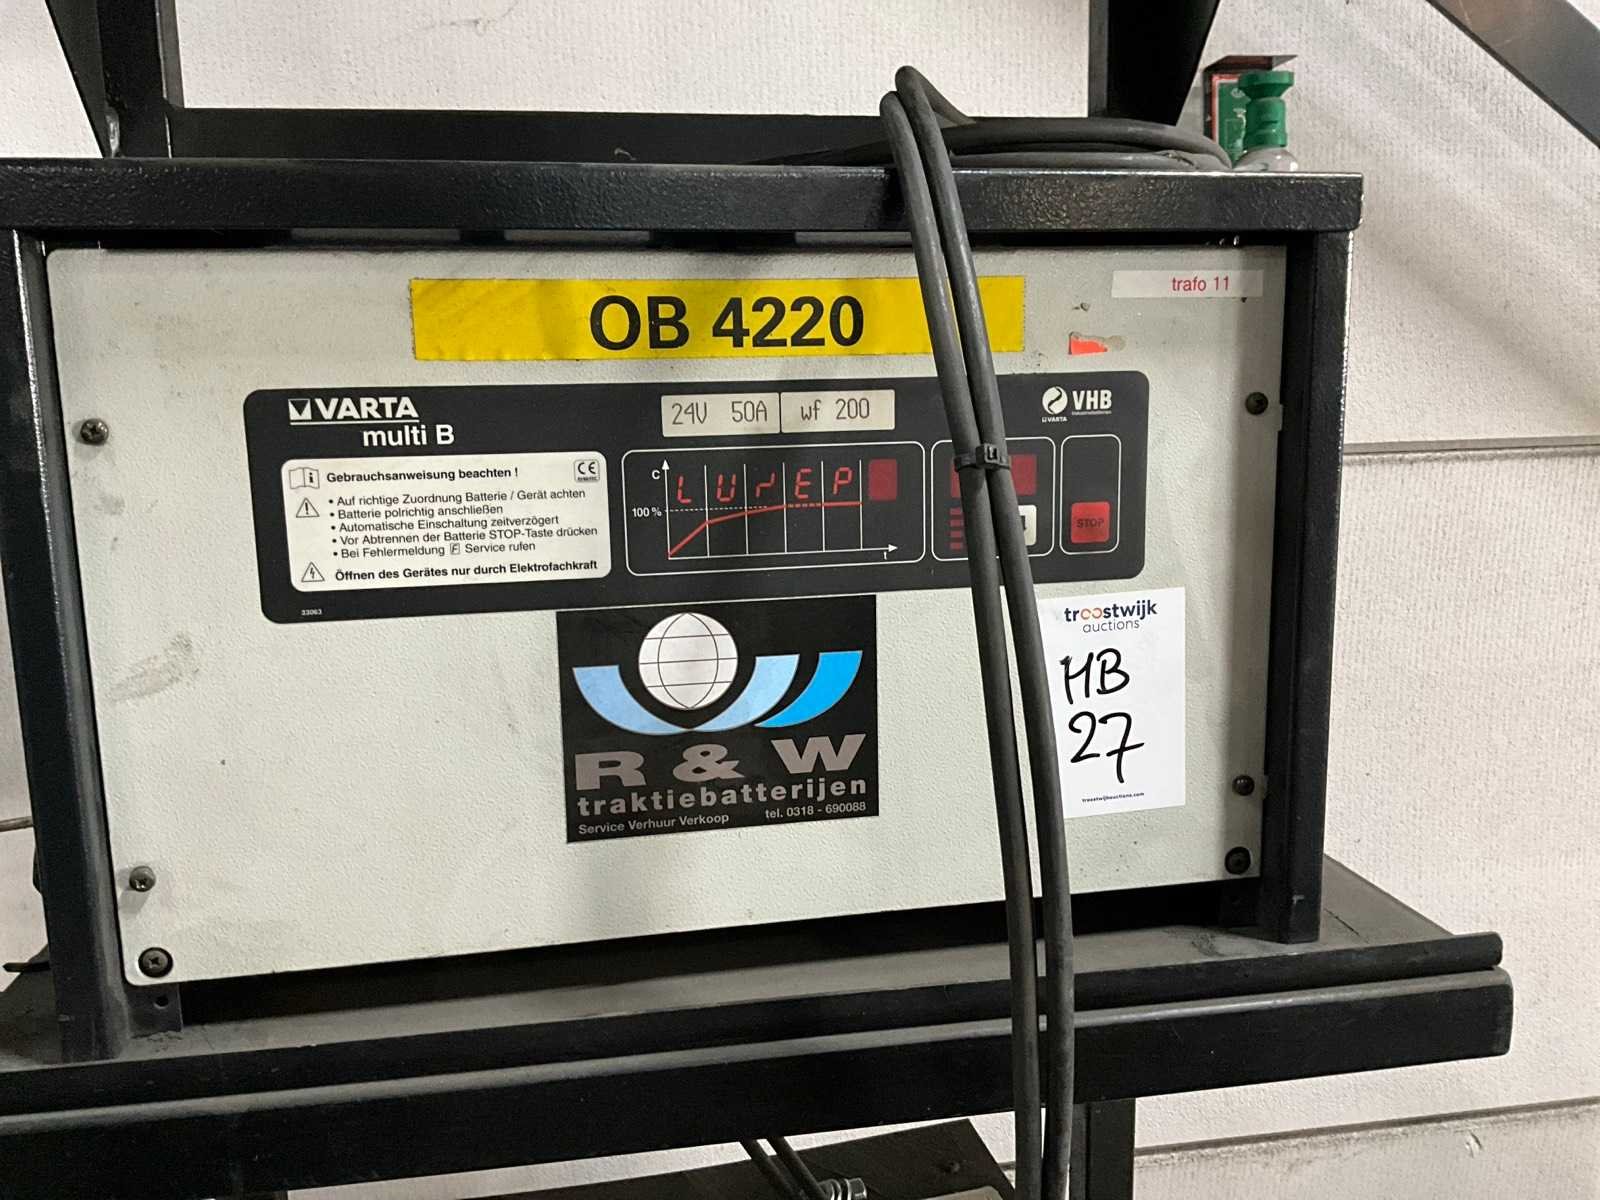 trafo 11
OB 4220
VARTA
multi B
24V 50A
wf 200
VHB
VARTA
Gebrauchsanweisung beachten !
CE
• Auf richtige Zuordnung Batterie / Gerät achten
• Batterie polrichtig anschließen
• Automatische Einschaltung zeitverzögert
• Vor Abtrennen der Batterie STOP-Taste drücken
• Bei Fehlermeldung F Service rufen
Öffnen des Gerätes nur durch Elektrofachkraft
33063
C
100 %
t
STOP
troostwijk
auctions
HB
27
troostwijkauctions.com
R & W
traktiebatterijen
Service Verhuur Verkoop tel. 0318 - 690088